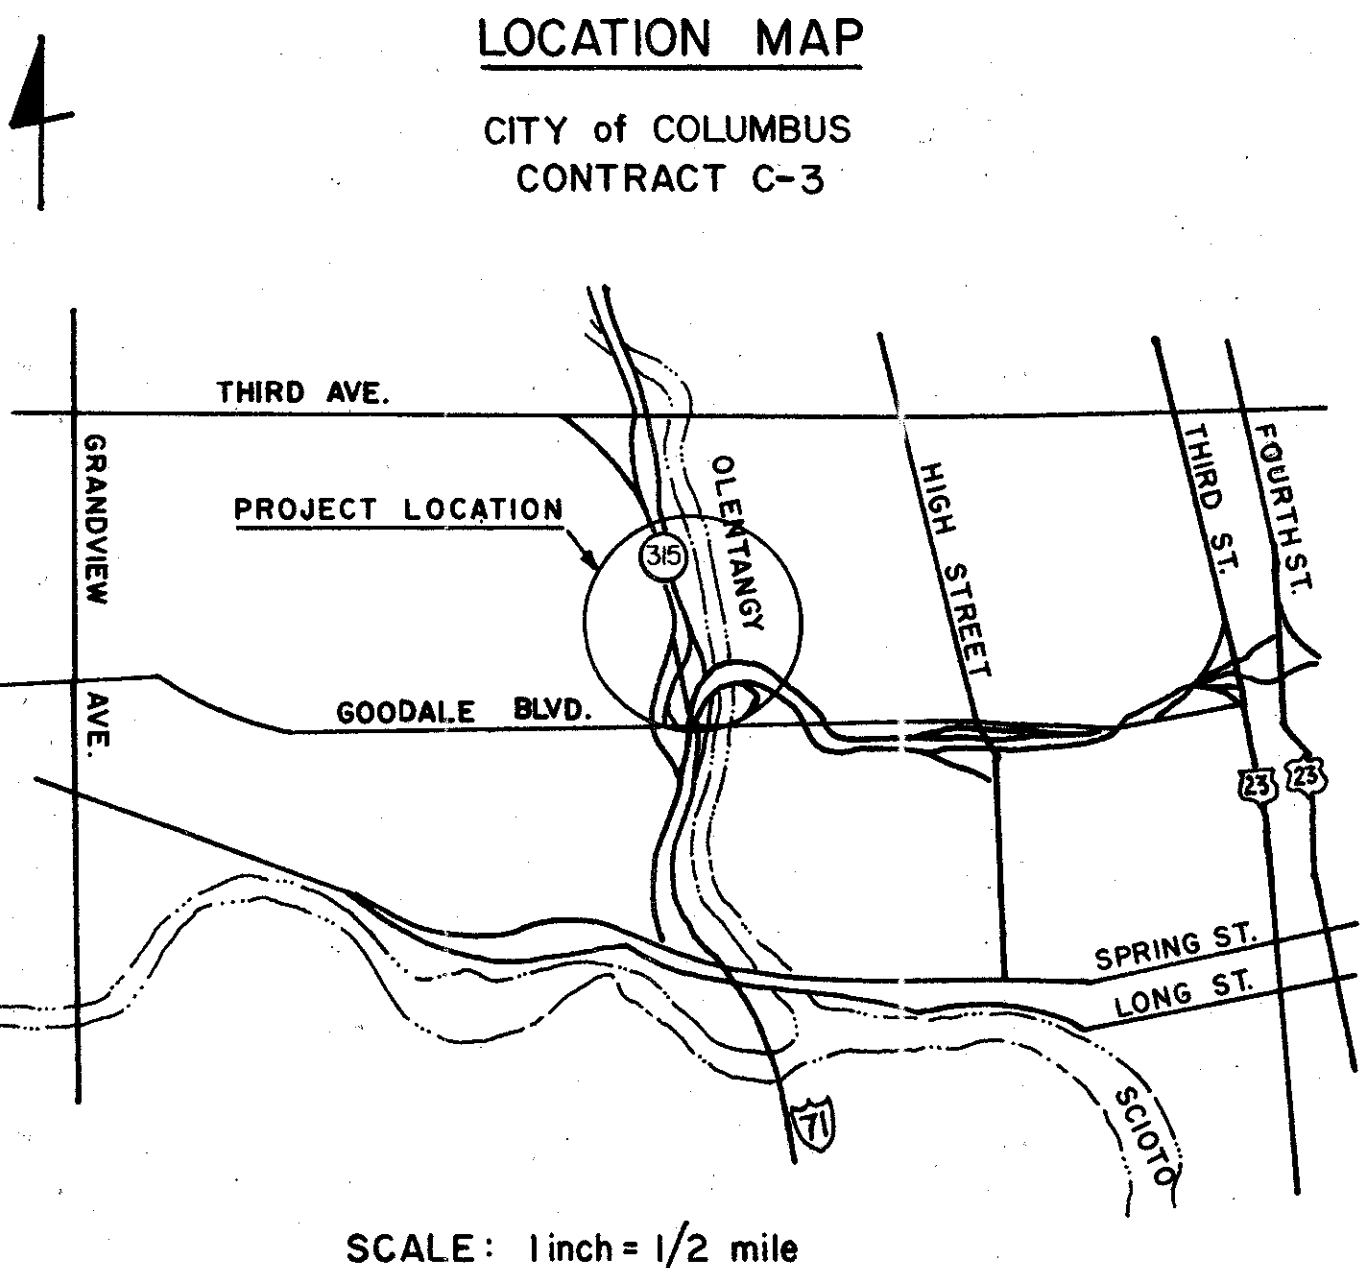 LOCATION MAP
CITY of COLUMBUS
CONTRACT C-3
THIRD AVE.
GRANDVIEW
AVE.
PROJECT LOCATION
315
OLENTANGY
HIGH STREET
THIRD ST.
FOURTH ST.
GOODALE BLVD.
23
23
SPRING ST.
LONG ST.
SCIOTO
71
SCALE: 1 inch = 1/2 mile